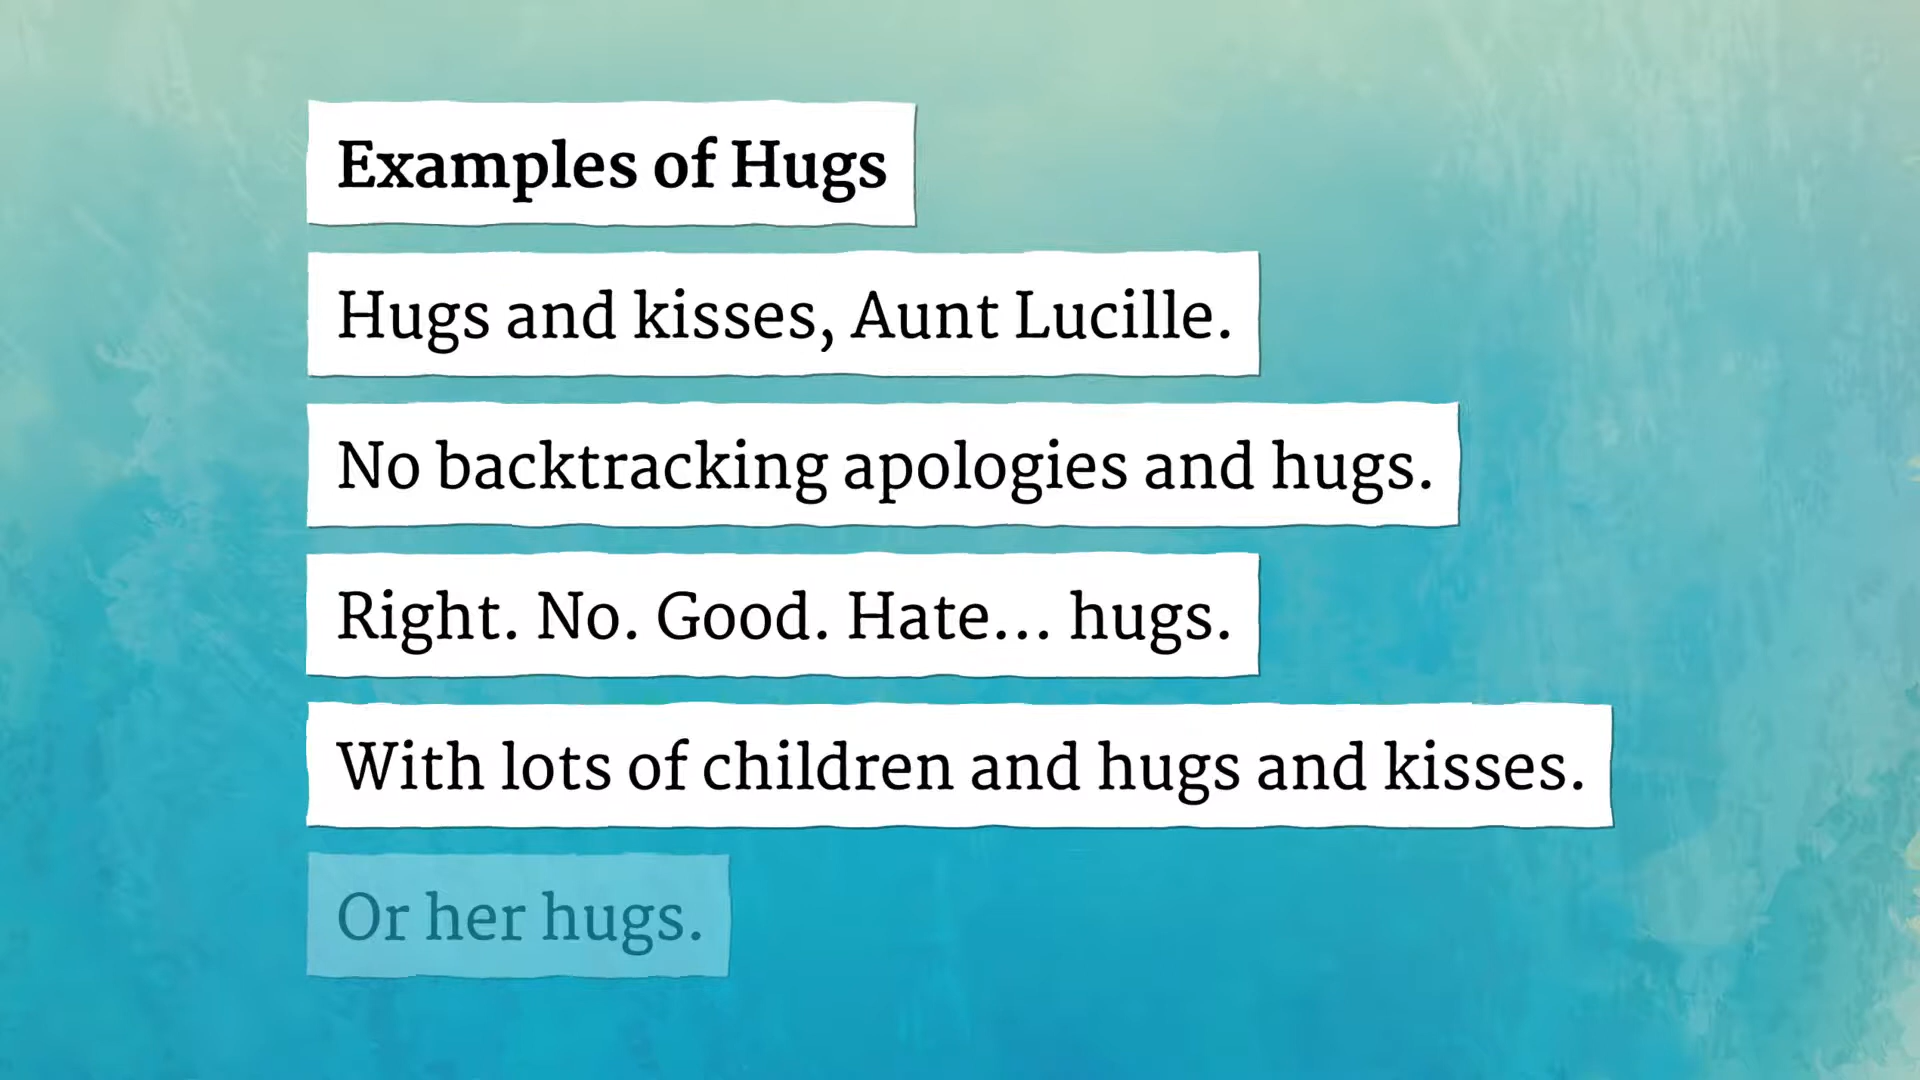 Examples of Hugs
Hugs and kisses, Aunt Lucille.
No backtracking apologies and hugs.
Right. No. Good. Hate... hugs.
With lots of children and hugs and kisses.
Or her hugs.